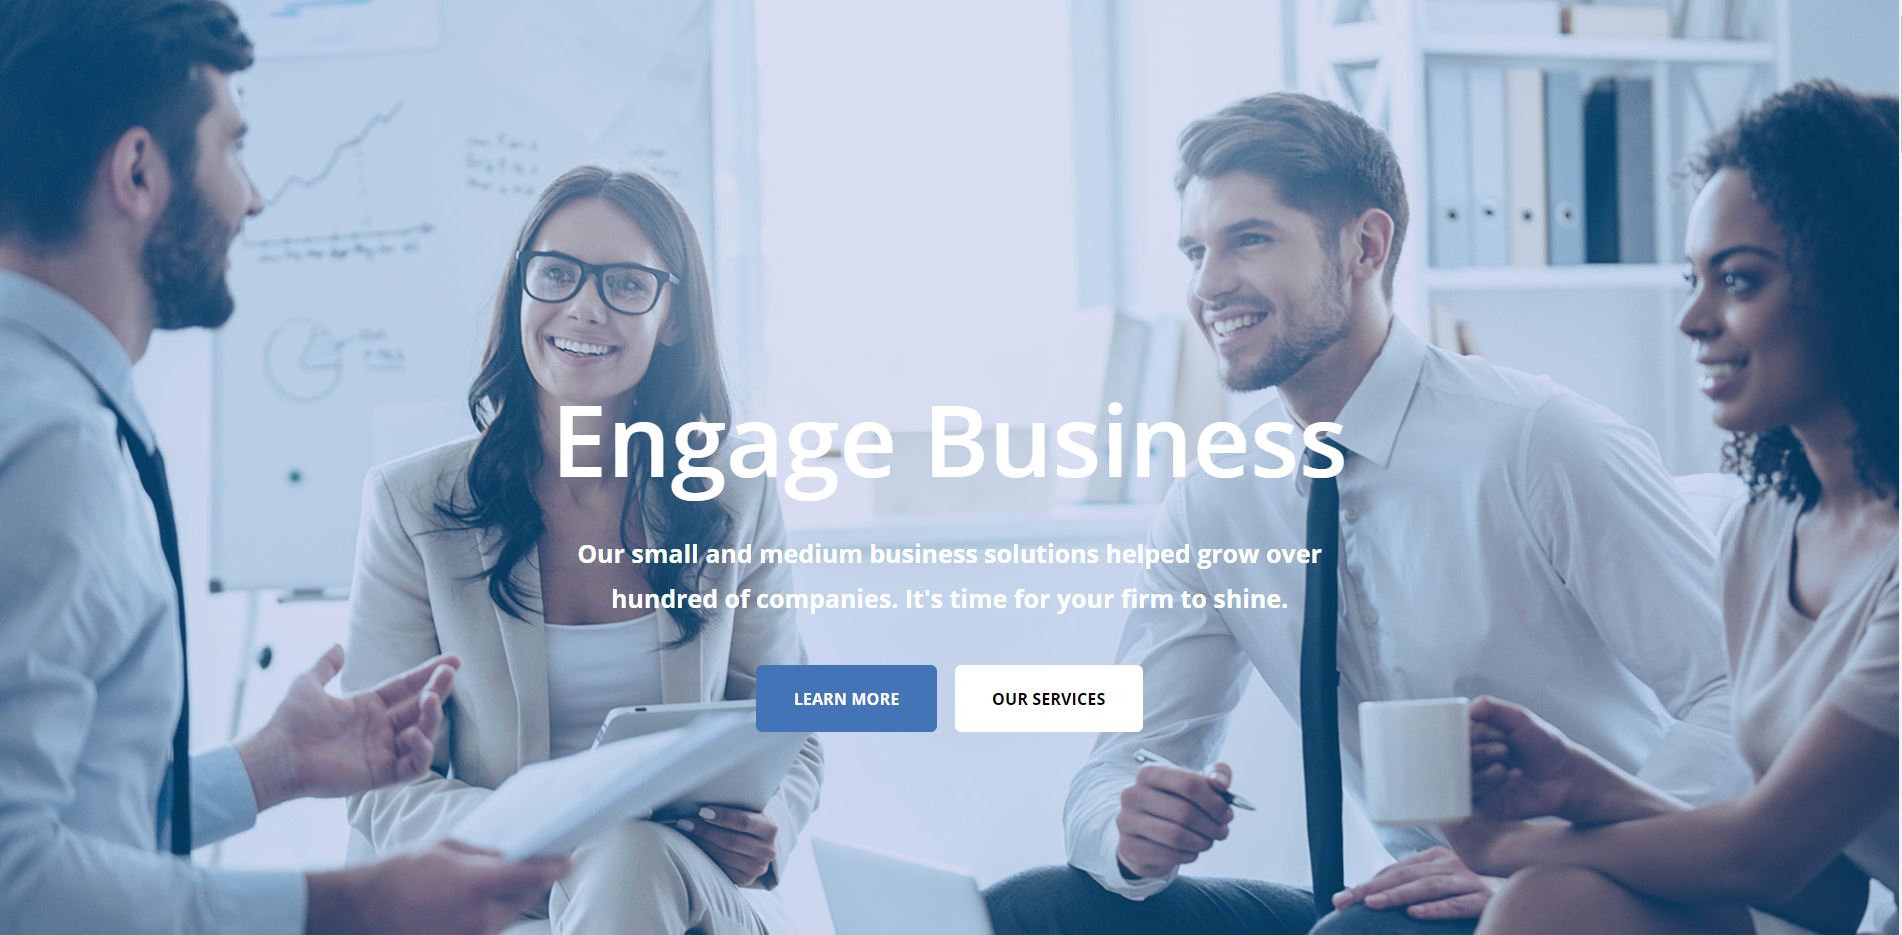 Engage Business
Our small and medium business solutions helped grow over
hundred of companies. It's time for your firm to shine.
LEARN MORE
OUR SERVICES